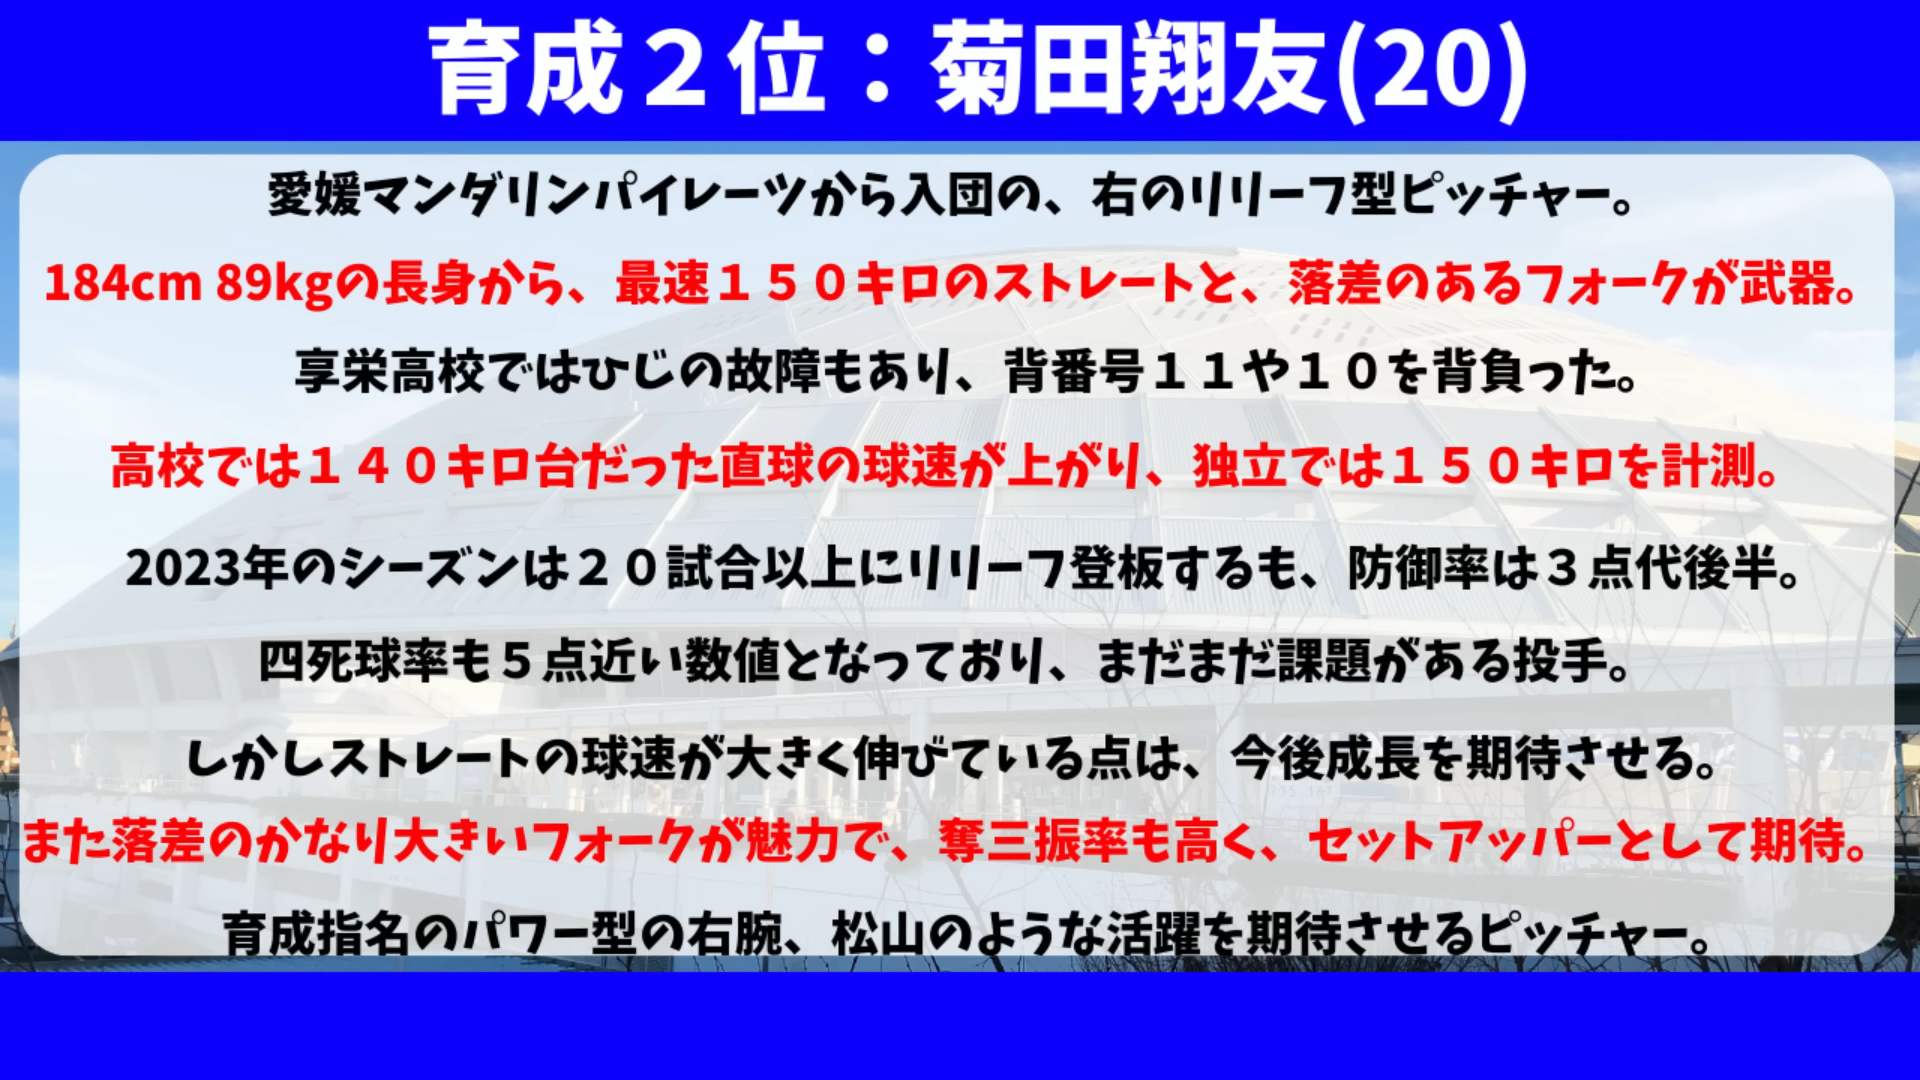 育成２位：菊田翔友(20)
愛媛マンダリンパイレーツから入団の、右のリリーフ型ピッチャー。
184cm 89kgの長身から、最速１５０キロのストレートと、落差のあるフォークが武器。
享栄高校ではひじの故障もあり、背番号１１や１０を背負った。
高校では１４０キロ台だった直球の球速が上がり、独立では１５０キロを計測。
2023年のシーズンは２０試合以上にリリーフ登板するも、防御率は３点代後半。
四死球率も５点近い数値となっており、まだまだ課題がある投手。
しかしストレートの球速が大きく伸びている点は、今後成長を期待させる。
また落差のかなり大きいフォークが魅力で、奪三振率も高く、セットアッパーとして期待。
育成指名のパワー型の右腕、松山のような活躍を期待させるピッチャー。